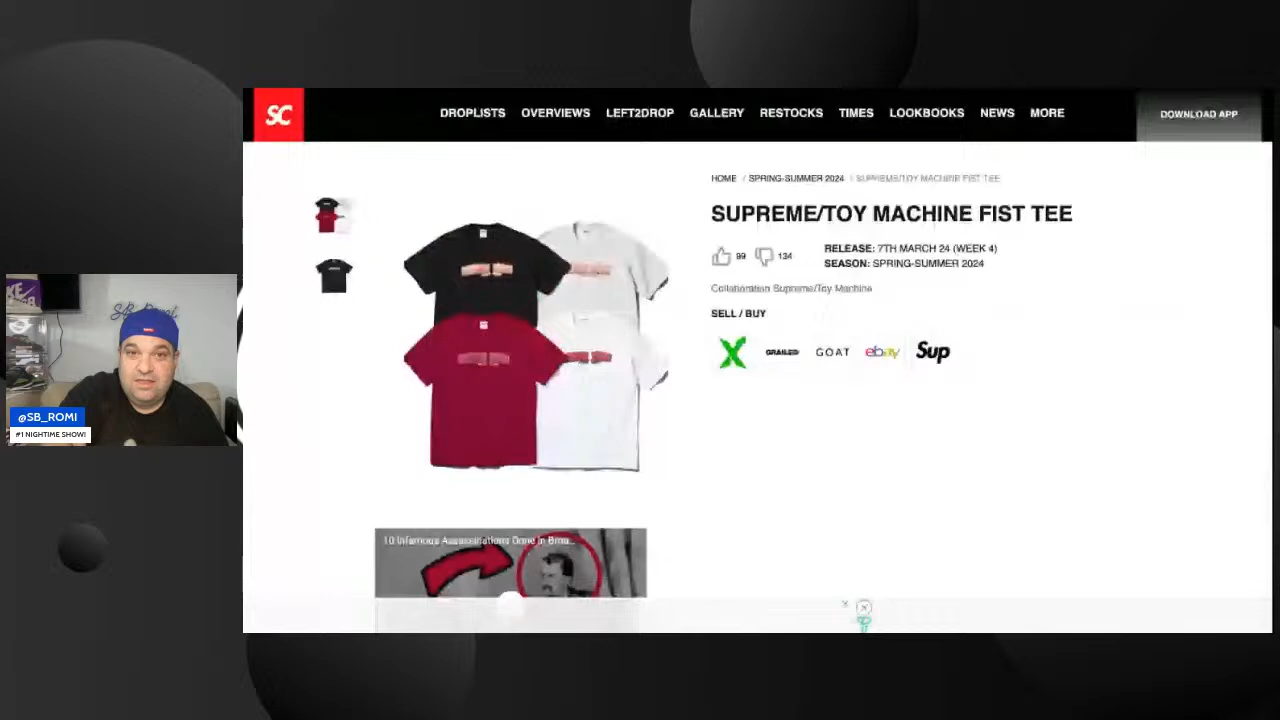 SC
DROPLISTS OVERVIEWS LEFT2DROP GALLERY RESTOCKS TIMES LOOKBOOKS NEWS MORE
DOWNLOAD APP
HOME / SPRING-SUMMER 2024 / SUPREME/TOY MACHINE FIST TEE
SUPREME/TOY MACHINE FIST TEE
99 134
RELEASE: 7TH MARCH 24 (WEEK 4)
SEASON: SPRING-SUMMER 2024
Collaboration Supreme/Toy Machine
SELL / BUY
GRAILED GOAT ebay Sup
@SB_ROMI
#1 NIGHTIME SHOW!
10 Infamous Assassinations Done in Broa...